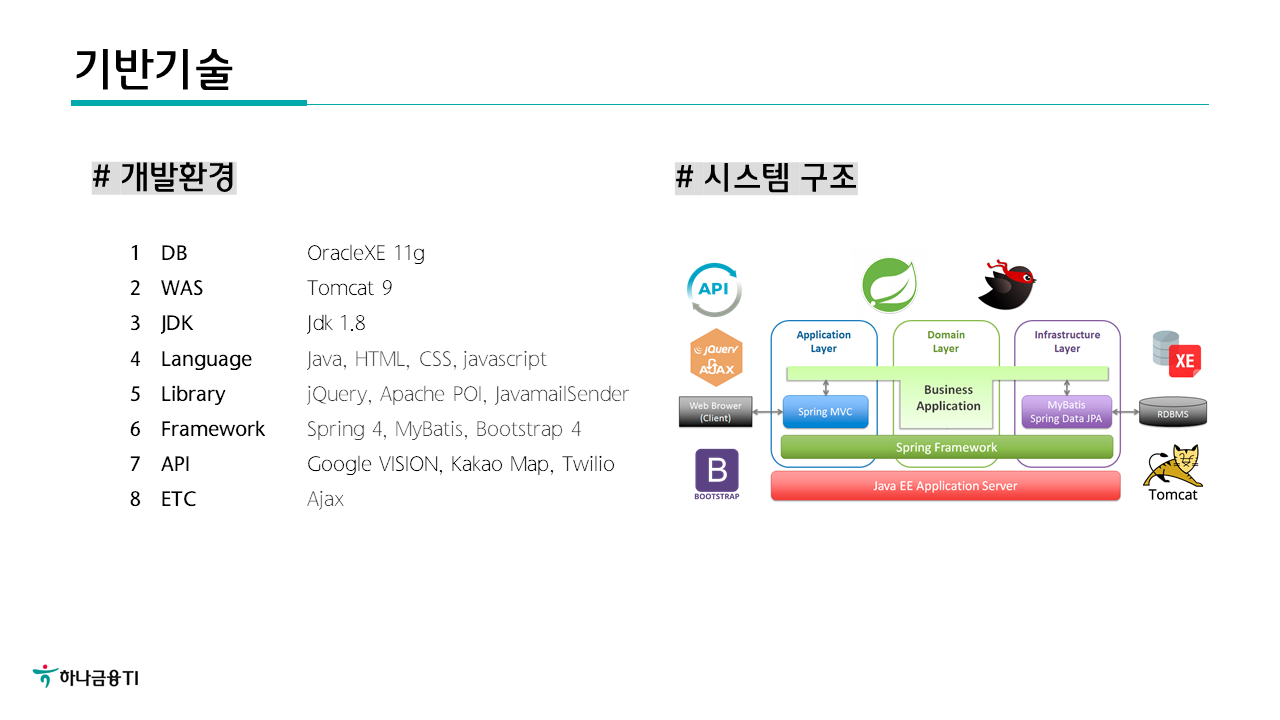 기반기술
# 개발환경
1 DB OracleXE 11g
2 WAS Tomcat 9
3 JDK Jdk 1.8
4 Language Java, HTML, CSS, javascript
5 Library jQuery, Apache POI, JavamailSender
6 Framework Spring 4, MyBatis, Bootstrap 4
7 API Google VISION, Kakao Map, Twilio
8 ETC Ajax
# 시스템 구조
API
jQuery
AJAX
Application
Layer
Domain
Layer
Infrastructure
Layer
XE
Business
Application
Web Brower
(Client)
Spring MVC
MyBatis
Spring Data JPA
RDBMS
Spring Framework
B
BOOTSTRAP
Java EE Application Server
Tomcat
하나금융TI